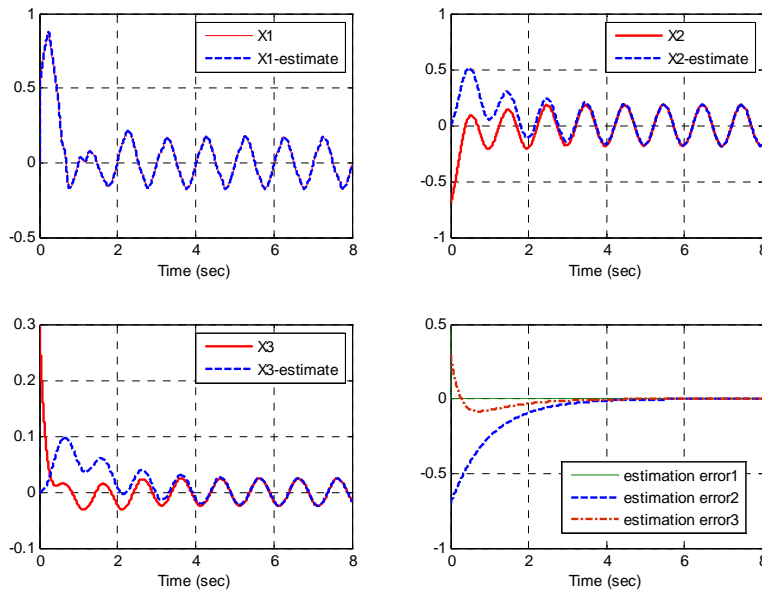 1
0.5
0
-0.5
0
2
4
6
8
Time (sec)
X1
X1-estimate
1
0.5
0
-0.5
-1
0
2
4
6
8
Time (sec)
X2
X2-estimate
0.3
0.2
0.1
0
-0.1
0
2
4
6
8
Time (sec)
X3
X3-estimate
0.5
0
-0.5
-1
0
2
4
6
8
Time (sec)
estimation error1
estimation error2
estimation error3